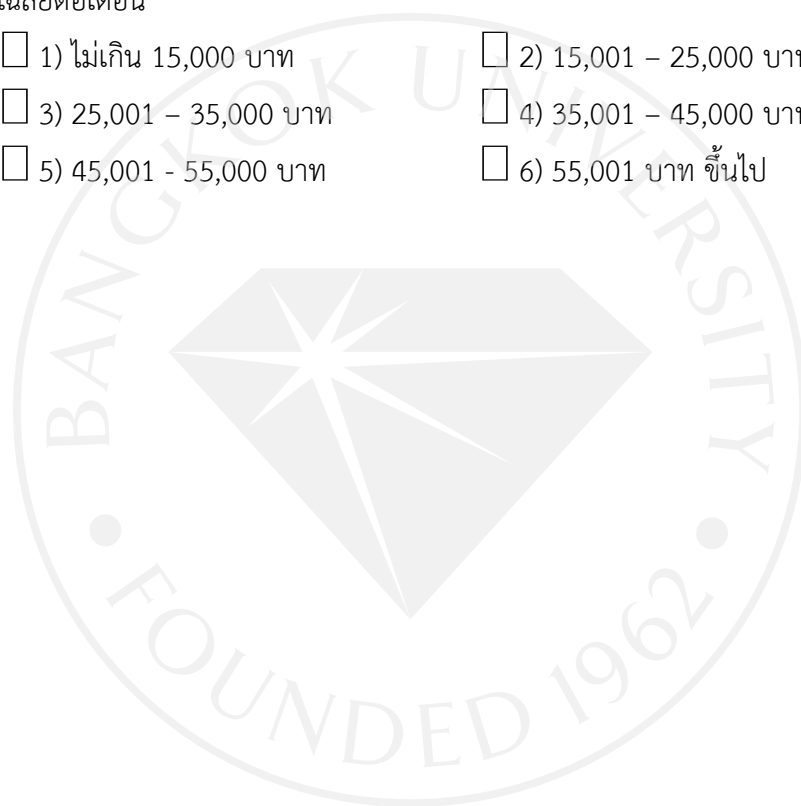 1) ไม่เกิน 15,000 บาท 2) 15,001 – 25,000 บาท
3) 25,001 – 35,000 บาท 4) 35,001 – 45,000 บาท
5) 45,001 - 55,000 บาท 6) 55,001 บาท ขึ้นไป
BANGKOK UNIVERSITY
FOUNDED 1962